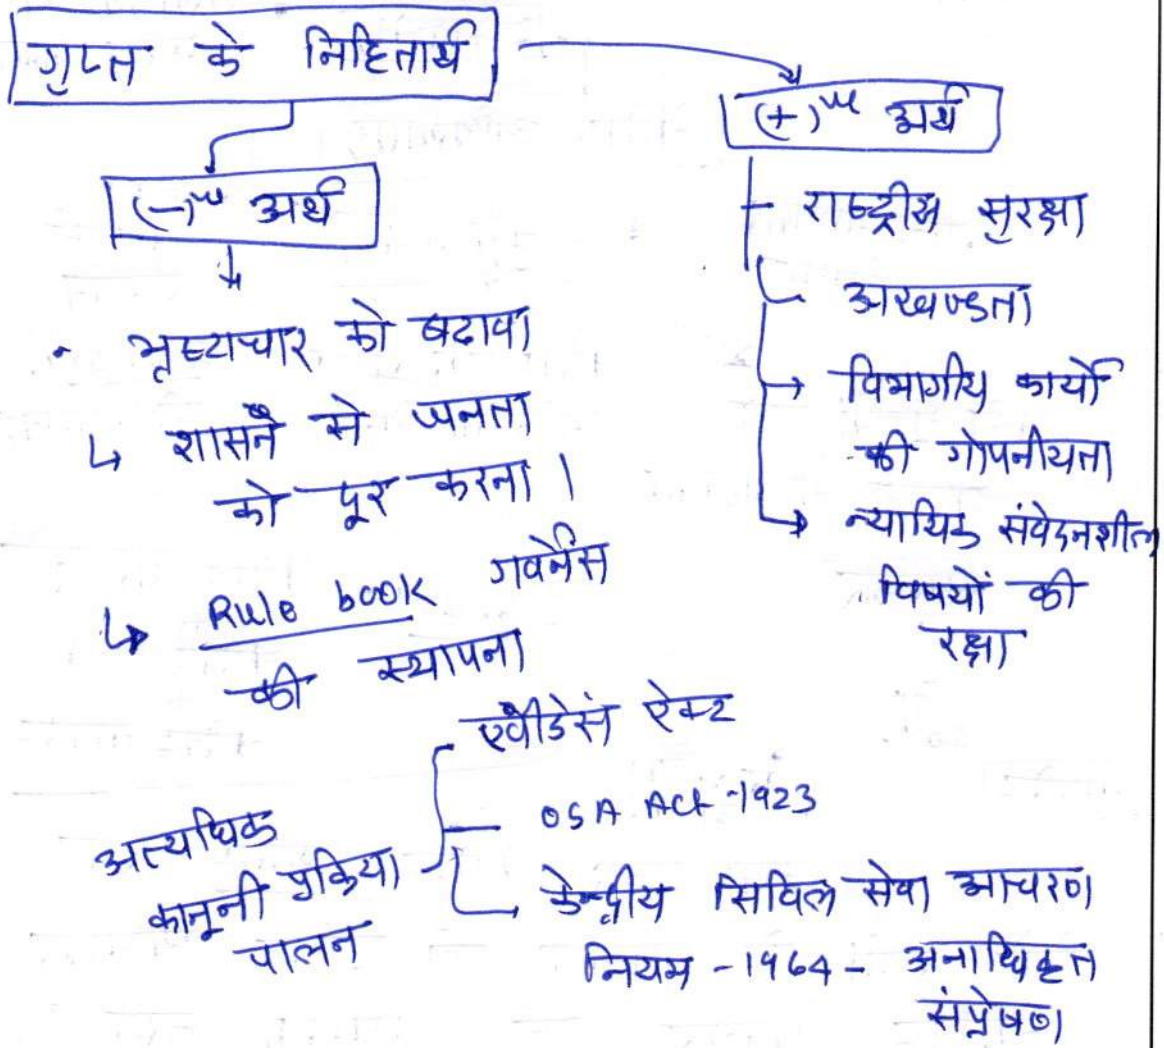 गुप्त के निहितार्थ
(-)ve अर्थ
भ्रष्टाचार को बढावा
शासन से जनता
को दूर करना ।
Rule book गवर्नेंस
की स्थापना
(+)ve अर्थ
राष्ट्रीय सुरक्षा
अखण्डता
विभागीय कार्यों
की गोपनीयता
न्यायिक संवेदनशील
विषयों की
रक्षा
अत्यधिक
कानूनी प्रक्रिया
पालन
एवीडेंस ऐक्ट
OSA Act -1923
केन्द्रीय सिविल सेवा आचरण
नियम -1964- अनाधिकृत
संप्रेषण